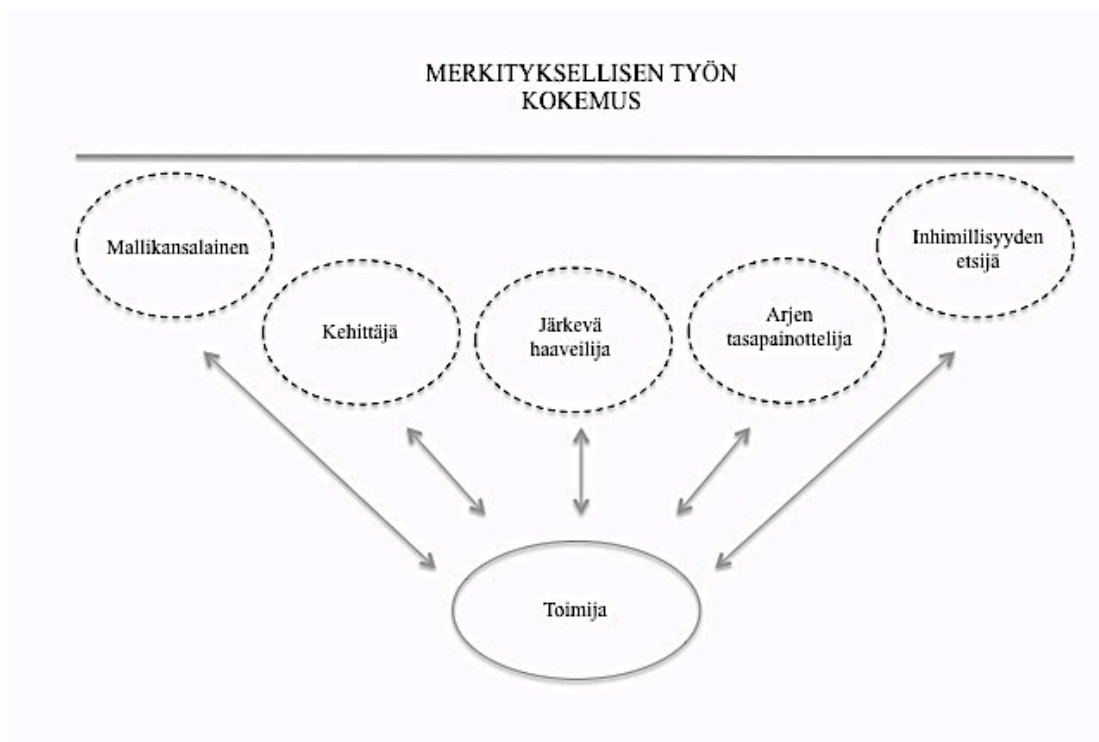 MERKITYKSELLISEN TYÖN
KOKEMUS
Mallikansalainen
Kehittäjä
Järkevä
haaveilija
Arjen
tasapainottelija
Inhimillisyyden
etsijä
Toimija